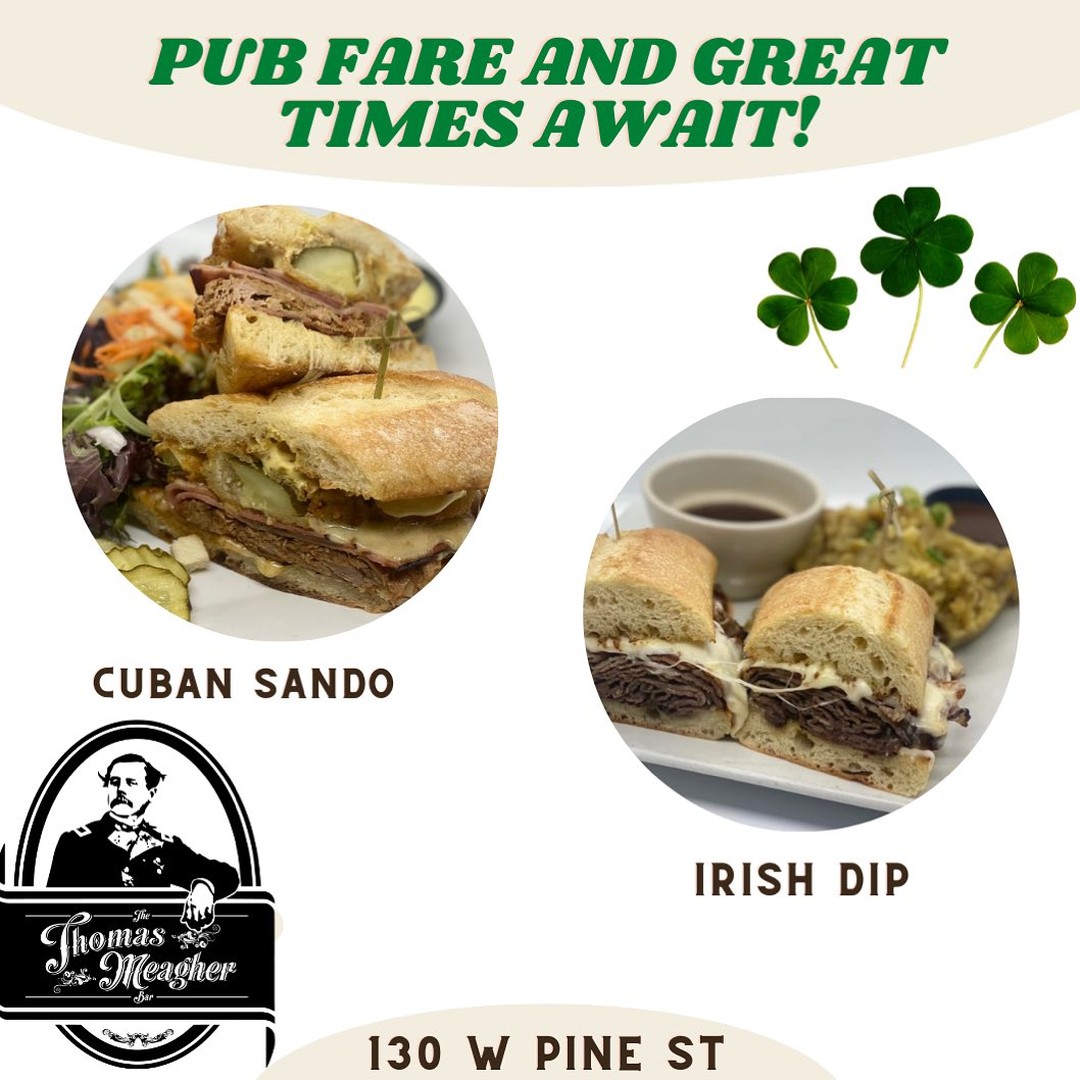 PUB FARE AND GREAT
TIMES AWAIT!
CUBAN SANDO
IRISH DIP
The
Thomas
Meagher
Bar
130 W PINE ST